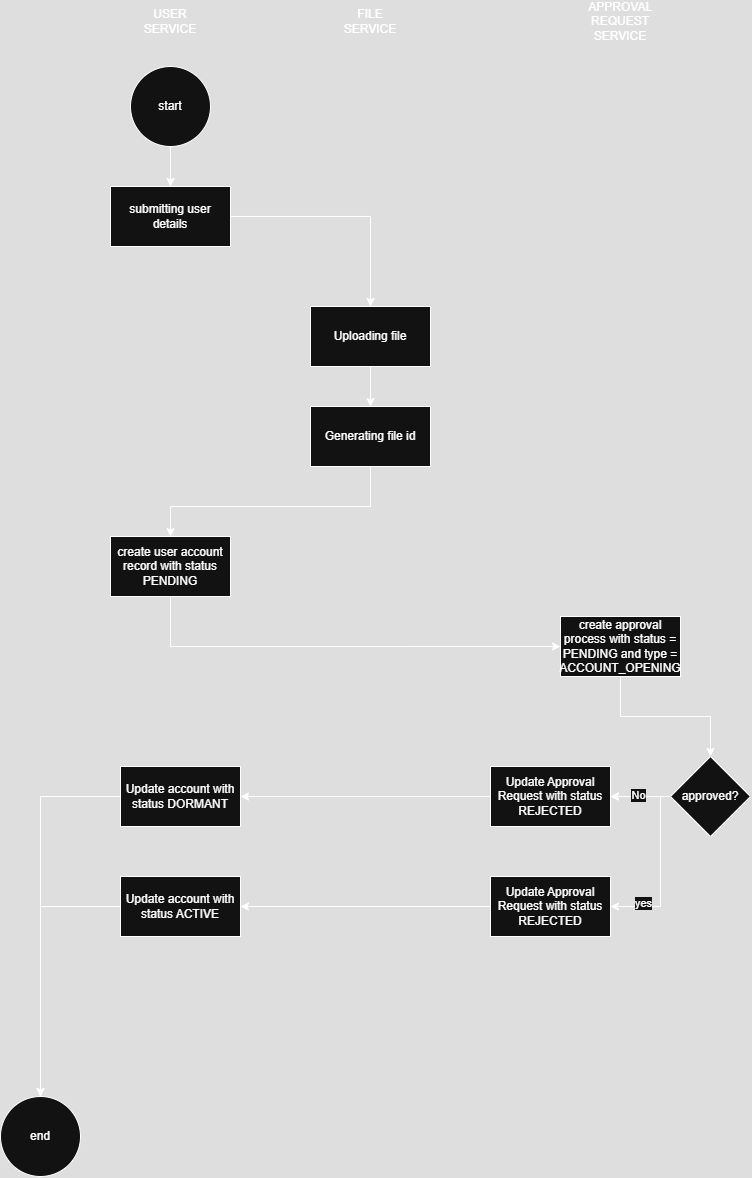 USER
SERVICE
FILE
SERVICE
APPROVAL
REQUEST
SERVICE
start
submitting user
details
Uploading file
Generating file id
create user account
record with status
PENDING
create approval
process with status =
PENDING and type =
ACCOUNT_OPENING
Update account with
status DORMANT
Update Approval
Request with status
REJECTED
No
approved?
Update account with
status ACTIVE
Update Approval
Request with status
REJECTED
yes
end